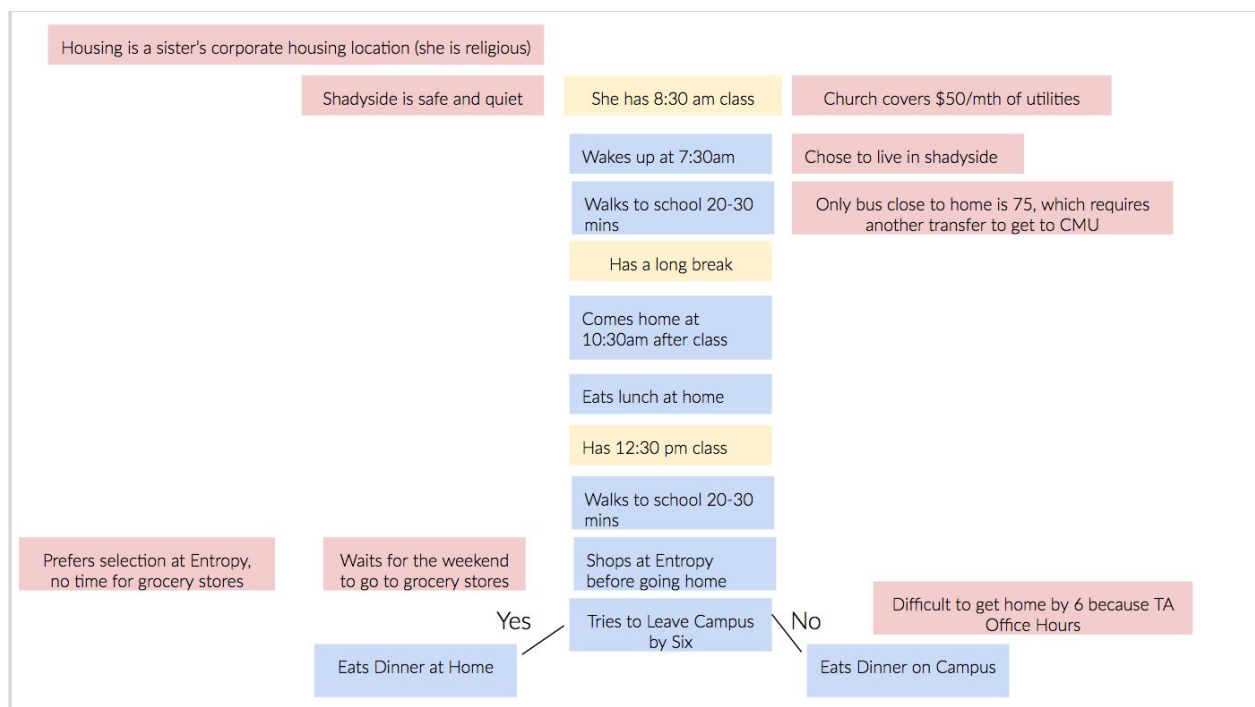 Housing is a sister's corporate housing location (she is religious)
Shadyside is safe and quiet
She has 8:30 am class
Church covers $50/mth of utilities
Wakes up at 7:30am
Chose to live in shadyside
Walks to school 20-30
mins
Only bus close to home is 75, which requires
another transfer to get to CMU
Has a long break
Comes home at
10:30am after class
Eats lunch at home
Has 12:30 pm class
Walks to school 20-30
mins
Prefers selection at Entropy,
no time for grocery stores
Waits for the weekend
to go to grocery stores
Shops at Entropy
before going home
Difficult to get home by 6 because TA
Office Hours
Yes
Tries to Leave Campus
by Six
No
Eats Dinner at Home
Eats Dinner on Campus